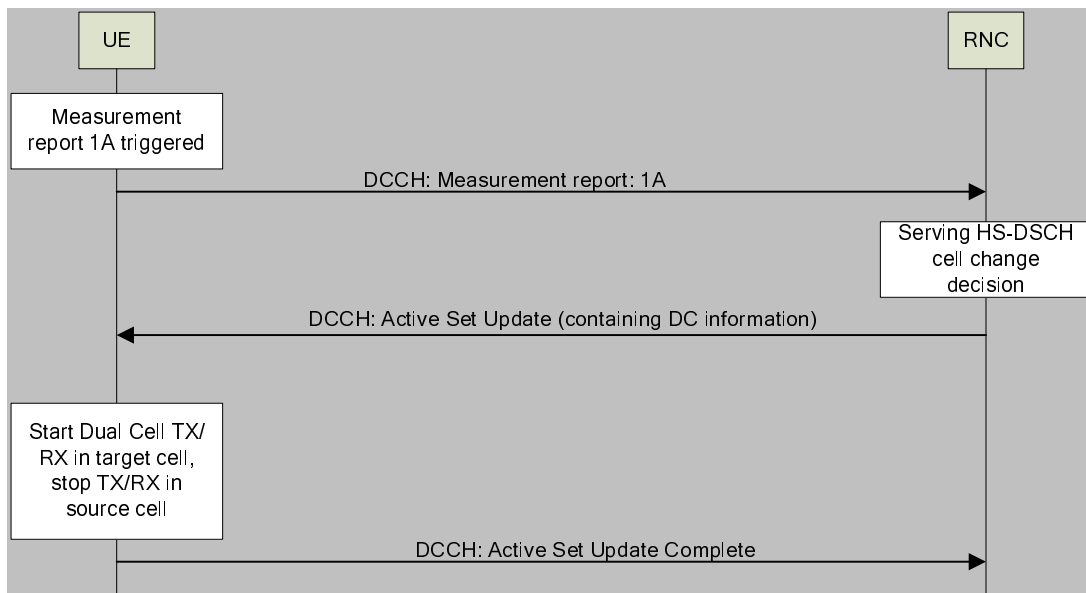 UE
RNC
Measurement
report 1A triggered
DCCH: Measurement report: 1A
Serving HS-DSCH
cell change
decision
DCCH: Active Set Update (containing DC information)
Start Dual Cell TX/
RX in target cell,
stop TX/RX in
source cell
DCCH: Active Set Update Complete